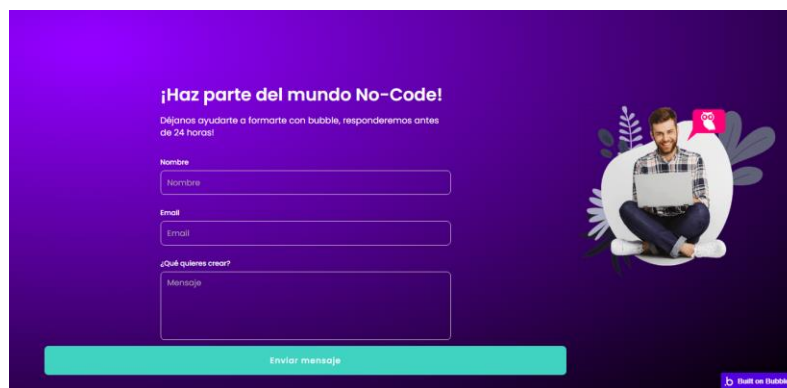 ¡Haz parte del mundo No-Code!
Déjanos ayudarte a formarte con bubble, responderemos antes
de 24 horas!
Nombre
Nombre
Email
Email
¿Qué quieres crear?
Mensaje
Enviar mensaje
.b Built on Bubble